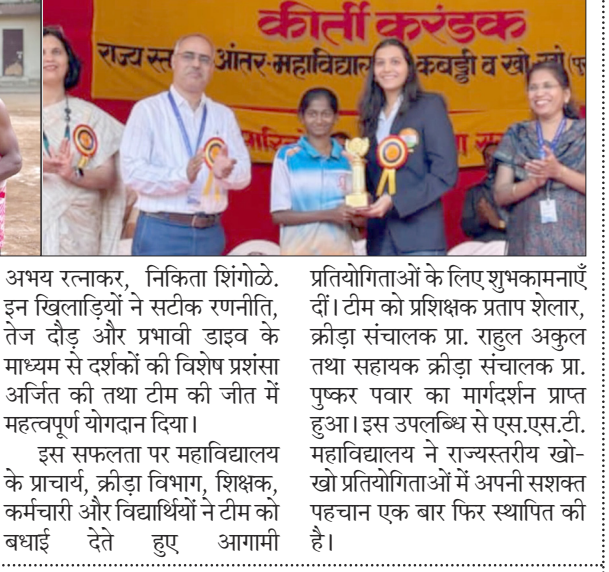 कीर्ती करंडक
राज्य स्त आंतर-महाविद्याल कबड्डी व खो-खो (पु
अभय रत्नाकर, निकिता शिंगोळे.
इन खिलाड़ियों ने सटीक रणनीति,
तेज दौड़ और प्रभावी डाइव के
माध्यम से दर्शकों की विशेष प्रशंसा
अर्जित की तथा टीम की जीत में
महत्वपूर्ण योगदान दिया।
इस सफलता पर महाविद्यालय
के प्राचार्य, क्रीड़ा विभाग, शिक्षक,
कर्मचारी और विद्यार्थियों ने टीम को
बधाई देते हुए आगामी
प्रतियोगिताओं के लिए शुभकामनाएँ
दीं। टीम को प्रशिक्षक प्रताप शेलार,
क्रीड़ा संचालक प्रा. राहुल अकुल
तथा सहायक क्रीड़ा संचालक प्रा.
पुष्कर पवार का मार्गदर्शन प्राप्त
हुआ। इस उपलब्धि से एस.एस.टी.
महाविद्यालय ने राज्यस्तरीय खो-
खो प्रतियोगिताओं में अपनी सशक्त
पहचान एक बार फिर स्थापित की
है।